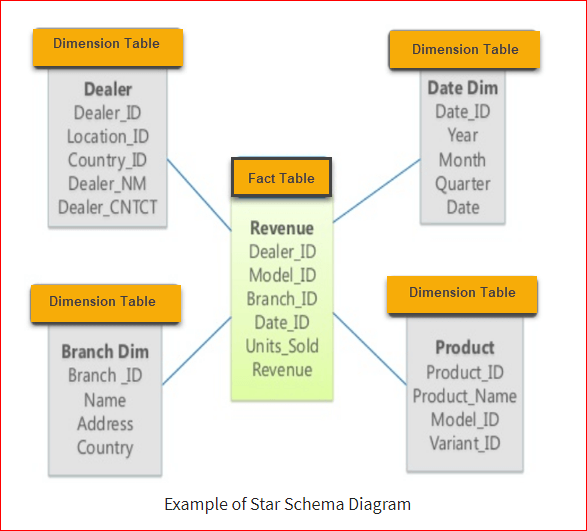 Dimension Table
Dealer
Dealer_ID
Location_ID
Country_ID
Dealer_NM
Dealer_CNTCT
Dimension Table
Date Dim
Date_ID
Year
Month
Quarter
Date
Fact Table
Revenue
Dealer_ID
Model_ID
Branch_ID
Date_ID
Units_Sold
Revenue
Dimension Table
Branch Dim
Branch _ID
Name
Address
Country
Dimension Table
Product
Product_ID
Product_Name
Model_ID
Variant_ID
Example of Star Schema Diagram